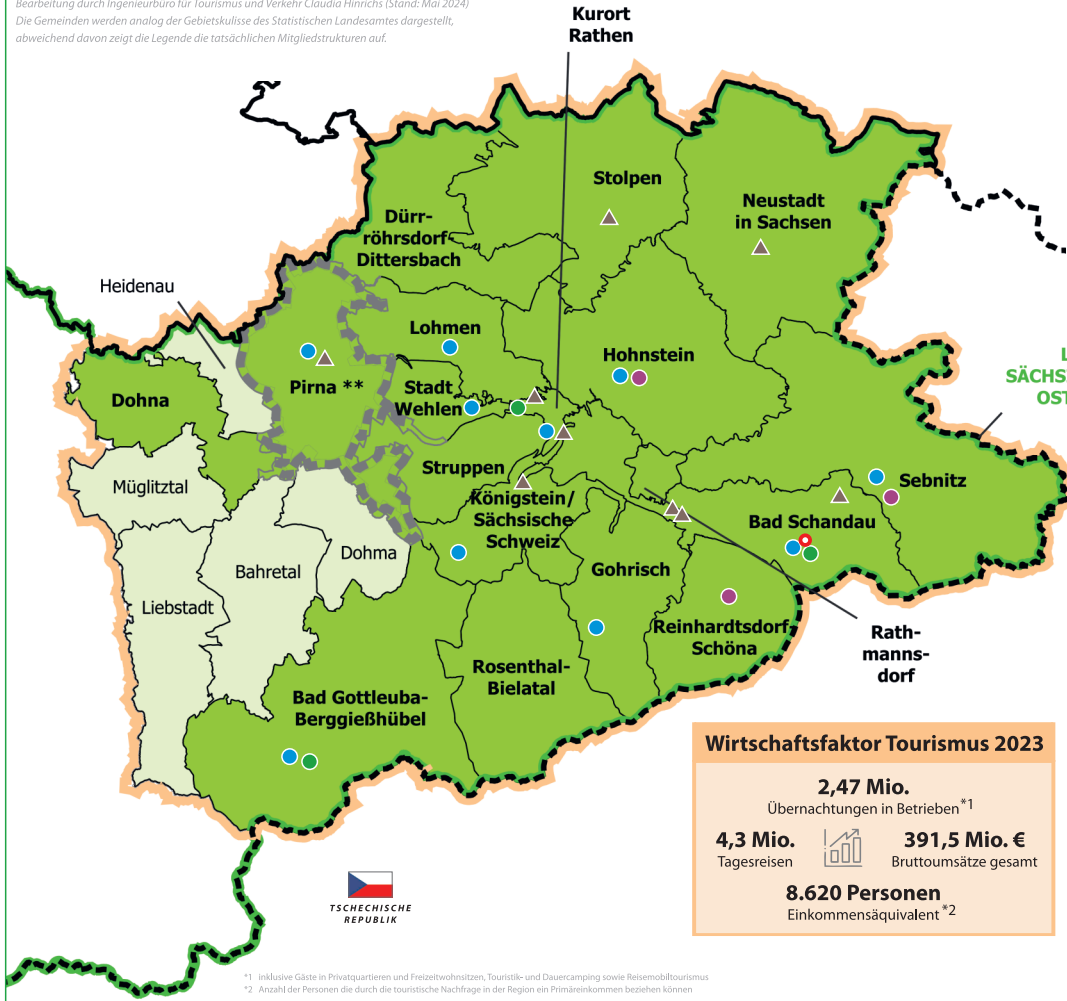 Bearbeitung durch Ingenieurbüro für Tourismus und Verkehr Claudia Hinrichs (Stand: Mai 2024)
Die Gemeinden werden analog der Gebietskulisse des Statistischen Landesamtes dargestellt,
abweichend davon zeigt die Legende die tatsächlichen Mitgliedstrukturen auf.
Kurort
Rathen
Stolpen
Neustadt
in Sachsen
Dürr-
röhrsdorf-
Dittersbach
Heidenau
Lohmen
Hohnstein
Pirna **
Stadt
Wehlen
Dohna
SÄCHS
OST
Struppen
Sebnitz
Müglitztal
Königstein/
Sächsische
Schweiz
Bad Schandau
Dohma
Bahretal
Gohrisch
Liebstadt
Reinhardtsdorf-
Schöna
Rath-
manns-
dorf
Rosenthal-
Bielatal
Bad Gottleuba-
Berggießhübel
Wirtschaftsfaktor Tourismus 2023
2,47 Mio.
Übernachtungen in Betrieben *1
4,3 Mio.
Tagesreisen
391,5 Mio. €
Bruttoumsätze gesamt
8.620 Personen
Einkommensäquivalent *2
TSCHECHISCHE
REPUBLIK
*1 inklusive Gäste in Privatquartieren und Freizeitwohnsitzen, Touristik- und Dauercamping sowie Reisemobiltourismus
*2 Anzahl der Personen die durch die touristische Nachfrage in der Region ein Primäreinkommen beziehen können